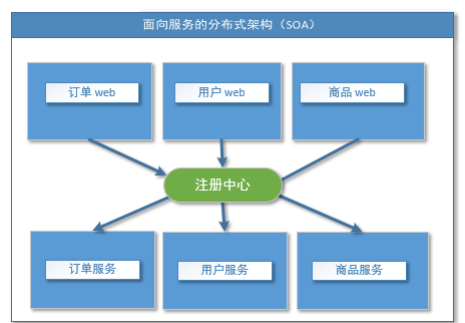 面向服务的分布式架构（SOA）
订单 web
用户 web
商品 web
注册中心
订单服务
用户服务
商品服务